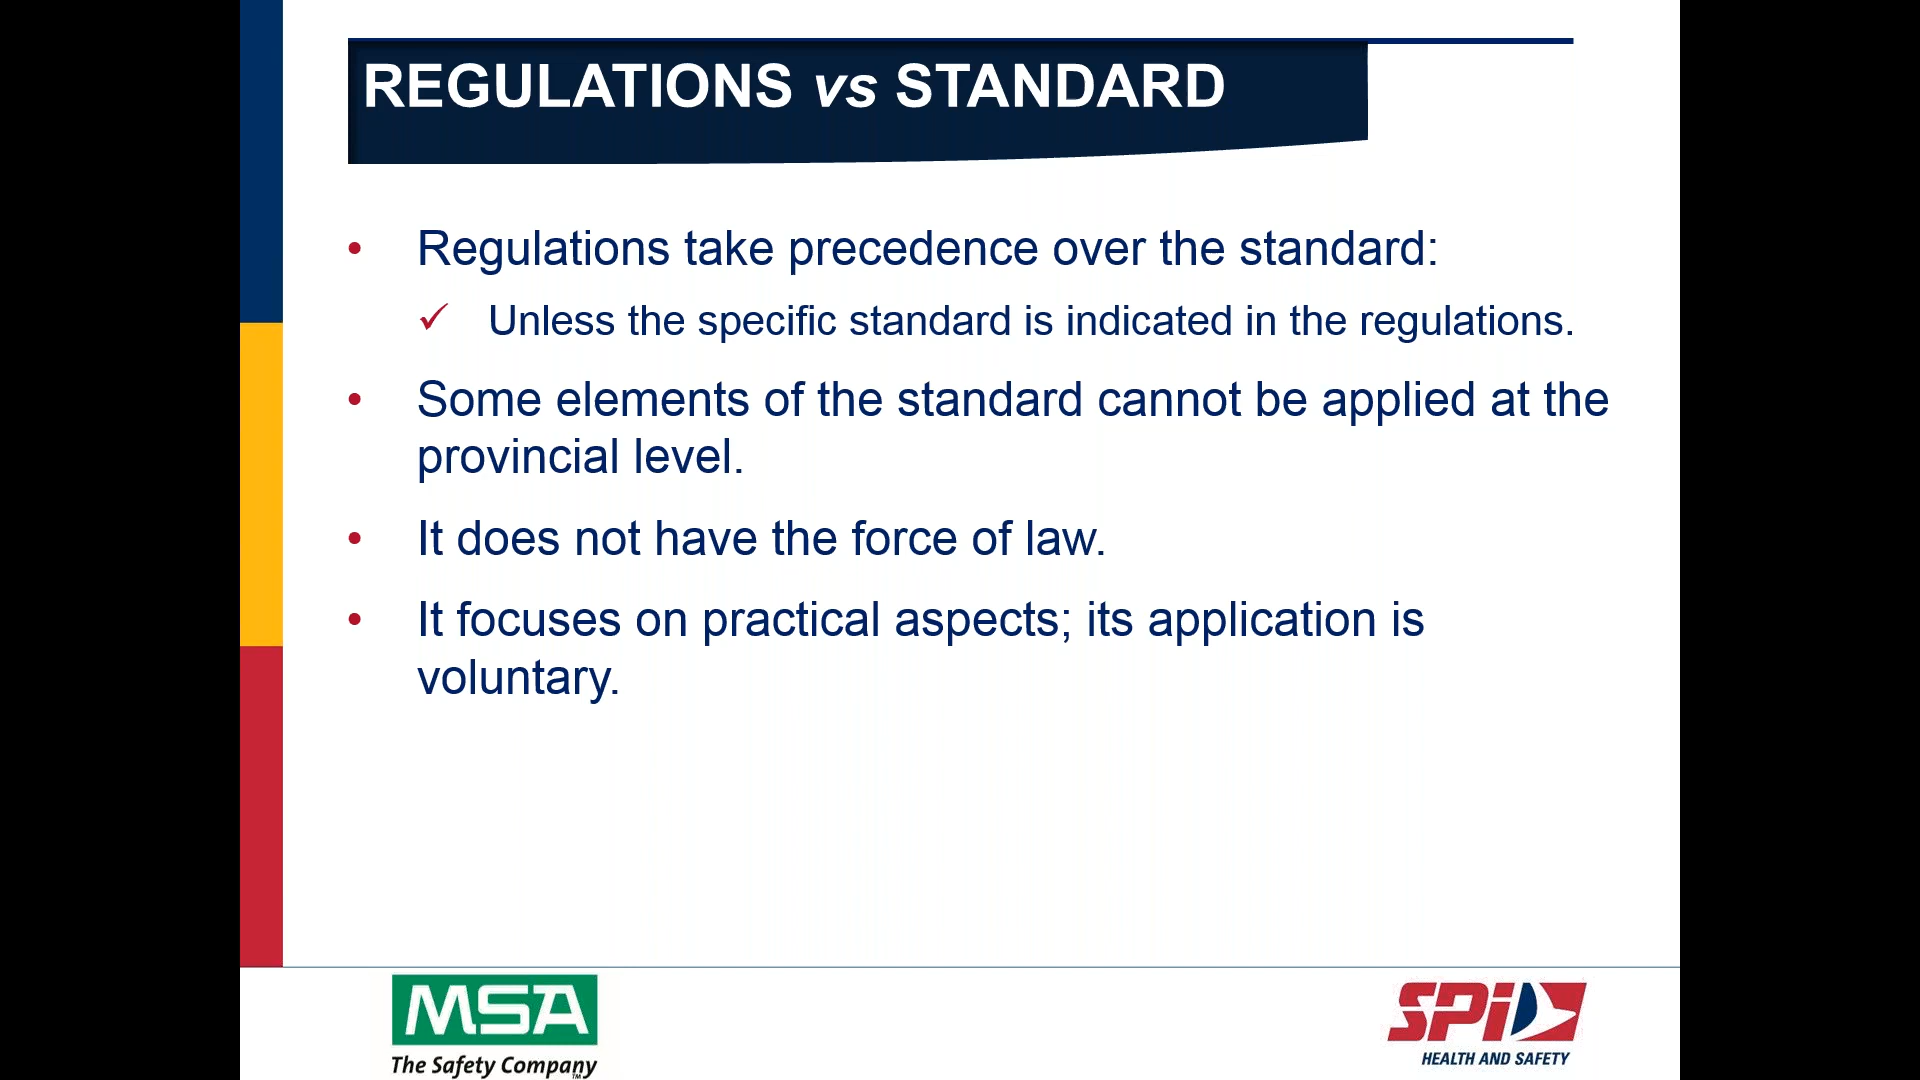 REGULATIONS vs STANDARD
• Regulations take precedence over the standard:
✓ Unless the specific standard is indicated in the regulations.
• Some elements of the standard cannot be applied at the
provincial level.
• It does not have the force of law.
• It focuses on practical aspects; its application is
voluntary.
MSA
The Safety Company™
SPi
HEALTH AND SAFETY